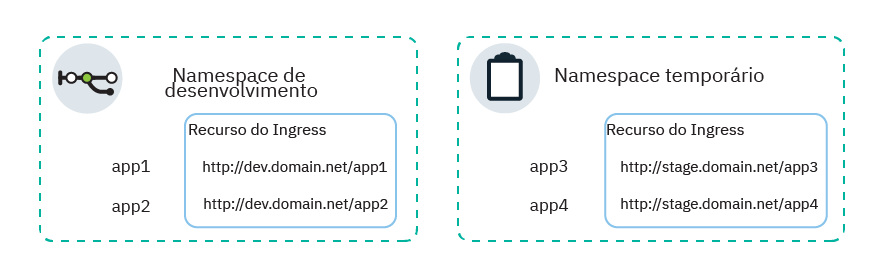 Namespace de
desenvolvimento
Recurso do Ingress
app1
http://dev.domain.net/app1
app2
http://dev.domain.net/app2
Namespace temporário
Recurso do Ingress
app3
http://stage.domain.net/app3
app4
http://stage.domain.net/app4